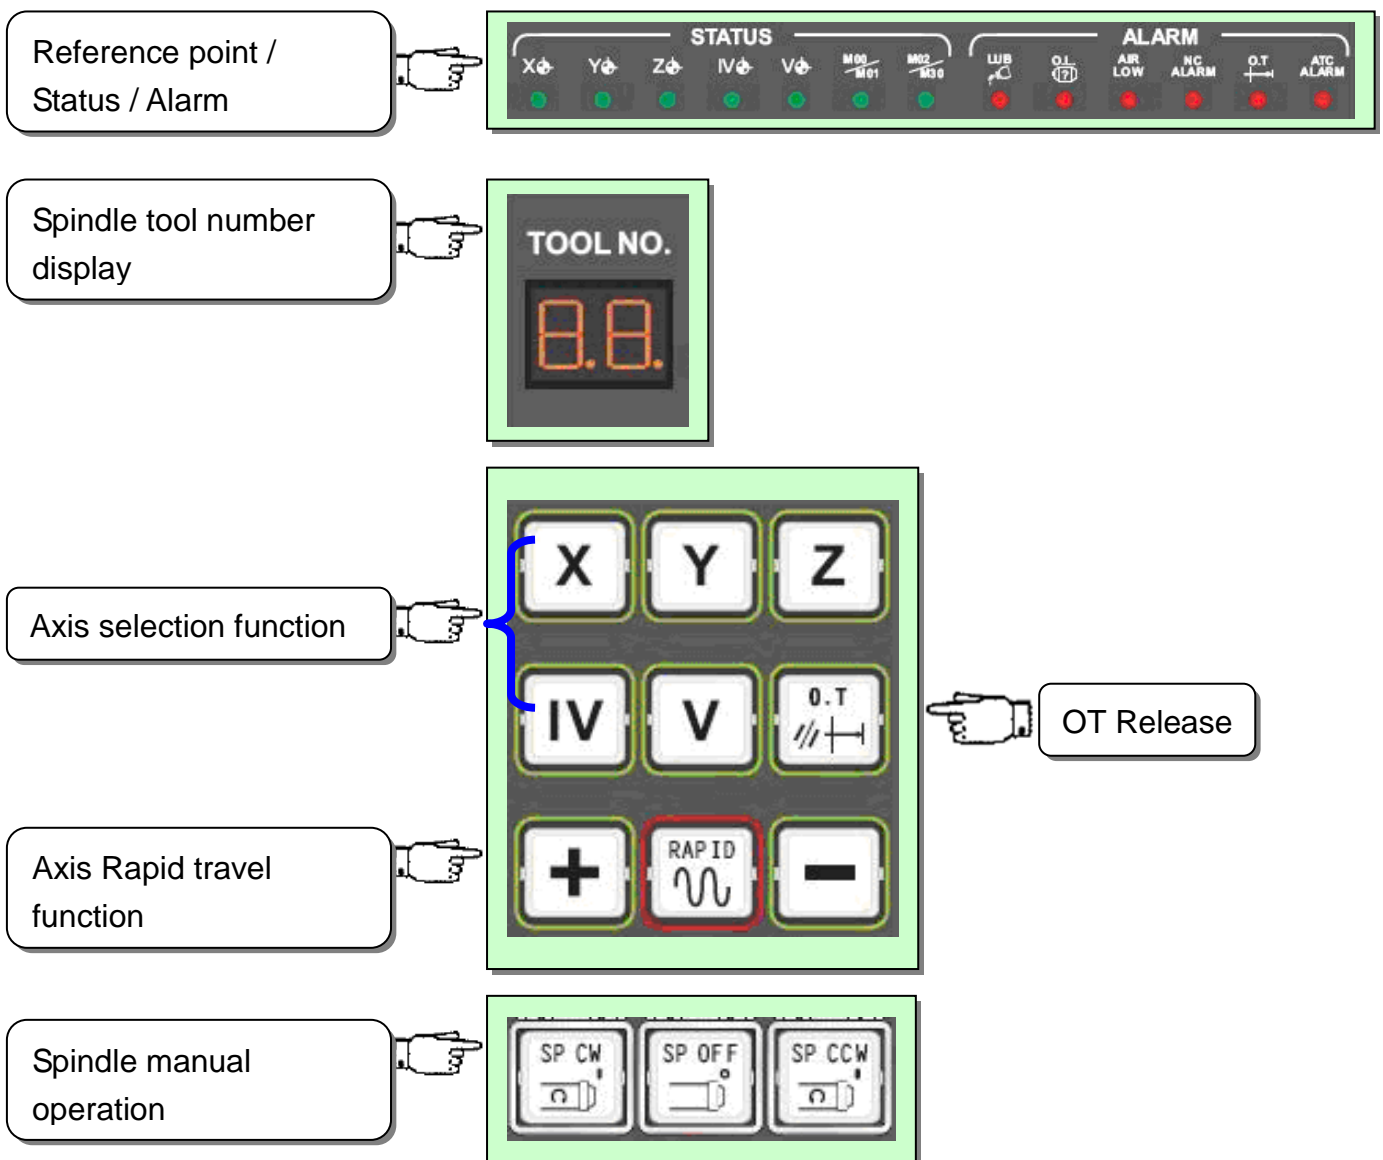 Reference point /
Status / Alarm
STATUS
ALARM
X Y Z IV V M00/M01 M02/M30 LUB O.L AIR LOW NC ALARM O.T ATC ALARM
Spindle tool number
display
TOOL NO.
8.8.
Axis selection function
X Y Z
IV V O.T
OT Release
Axis Rapid travel
function
+ RAPID −
Spindle manual
operation
SP CW SP OFF SP CCW